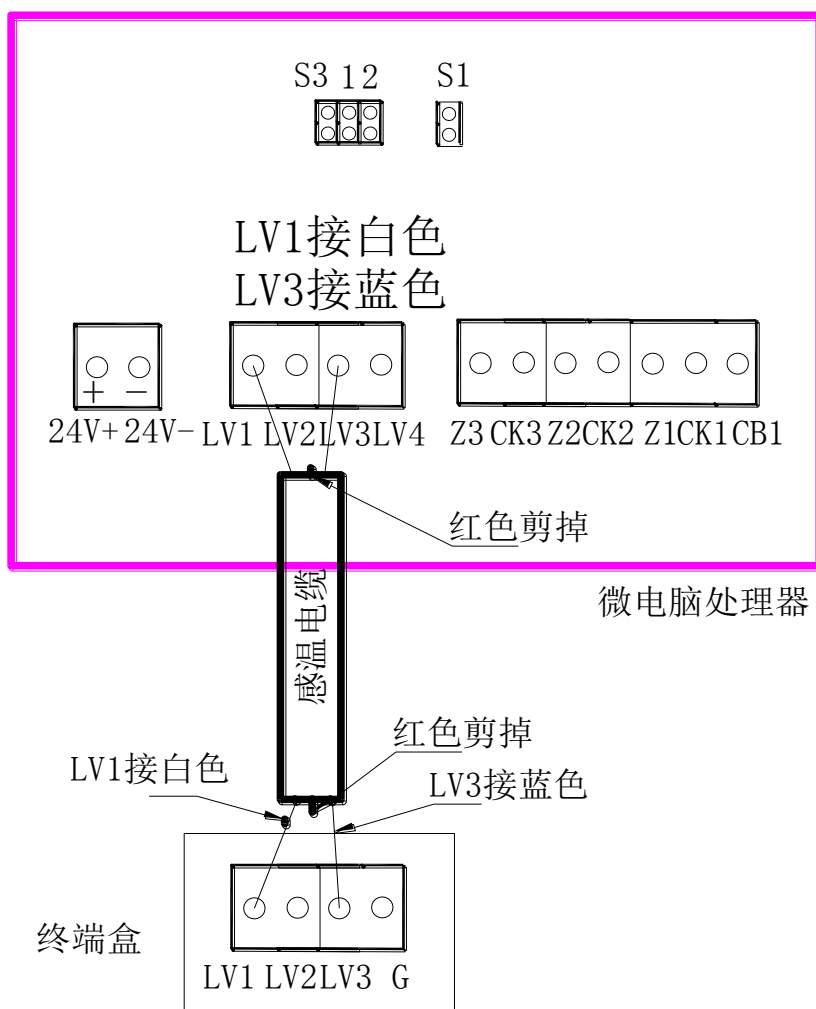 S3 1 2 S1
LV1接白色
LV3接蓝色
+ −
24V+ 24V- LV1 LV2 LV3 LV4 Z3 CK3 Z2 CK2 Z1 CK1 CB1
红色剪掉
微电脑处理器
感温电缆
红色剪掉
LV1接白色
LV3接蓝色
终端盒
LV1 LV2 LV3 G